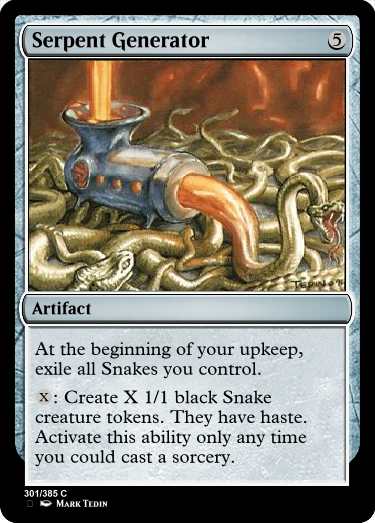 Serpent Generator 5
Artifact
At the beginning of your upkeep,
exile all Snakes you control.
X: Create X 1/1 black Snake
creature tokens. They have haste.
Activate this ability only any time
you could cast a sorcery.
301/385 C
Mark Tedin